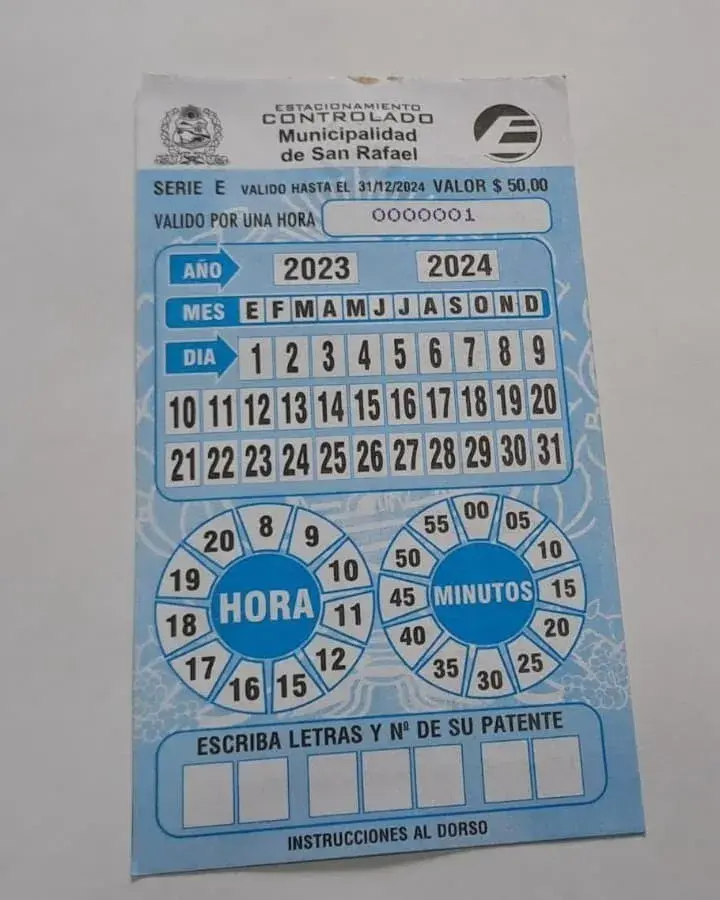 ESTACIONAMIENTO
CONTROLADO
Municipalidad
de San Rafael
E
SERIE E VALIDO HASTA EL 31/12/2024 VALOR $ 50,00
VALIDO POR UNA HORA 0000001
AÑO 2023 2024
MES E F M A M J J A S O N D
DIA 1 2 3 4 5 6 7 8 9
10 11 12 13 14 15 16 17 18 19 20
21 22 23 24 25 26 27 28 29 30 31
HORA
8 9 10 11 12 15 16 17 18 19 20
MINUTOS
00 05 10 15 20 25 30 35 40 45 50 55
ESCRIBA LETRAS Y Nº DE SU PATENTE
INSTRUCCIONES AL DORSO